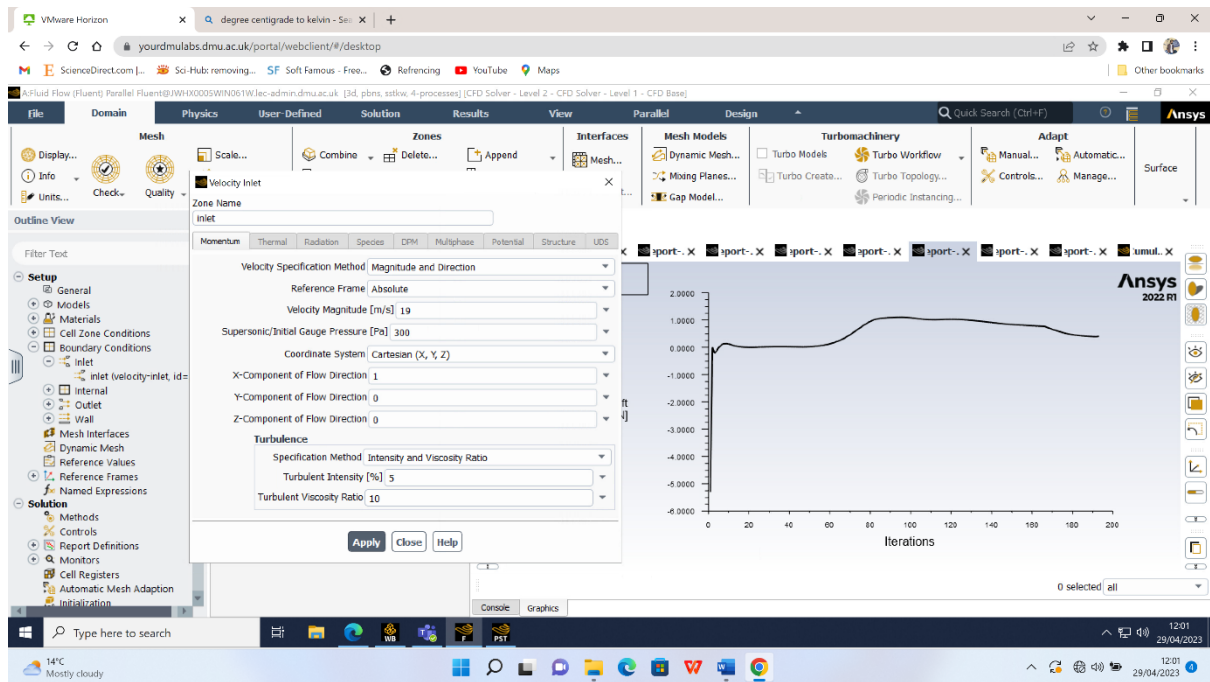 VMware Horizon
degree centigrade to kelvin - Se
yourdmulabs.dmu.ac.uk/portal/webclient/#/desktop
ScienceDirect.com |... Sci-Hub: removing... SF Soft Famous - Free... Refrencing YouTube Maps Other bookmarks
A:Fluid Flow (Fluent) Parallel Fluent@JWHX0005WIN061W.lec-admin.dmu.ac.uk [3d, pbns, sstkw, 4-processes] [CFD Solver - Level 2 - CFD Solver - Level 1 - CFD Base]
File Domain Physics User-Defined Solution Results View Parallel Design Quick Search (Ctrl+F) Ansys
Mesh Zones Interfaces Mesh Models Turbomachinery Adapt
Display... Scale... Combine Delete... Append Mesh... Dynamic Mesh... Turbo Models Turbo Workflow Manual... Automatic...
Info Check Quality Mixing Planes... Turbo Create... Turbo Topology... Controls... Manage... Surface
Units... Gap Model... Periodic Instancing...
Outline View
Filter Text
Setup
General
Models
Materials
Cell Zone Conditions
Boundary Conditions
Inlet
inlet (velocity-inlet, id=
Internal
Outlet
Wall
Mesh Interfaces
Dynamic Mesh
Reference Values
Reference Frames
Named Expressions
Solution
Methods
Controls
Report Definitions
Monitors
Cell Registers
Automatic Mesh Adaption
Initialization
Velocity Inlet
Zone Name
inlet
Momentum Thermal Radiation Species DPM Multiphase Potential Structure UDS
Velocity Specification Method Magnitude and Direction
Reference Frame Absolute
Velocity Magnitude [m/s] 19
Supersonic/Initial Gauge Pressure [Pa] 300
Coordinate System Cartesian (X, Y, Z)
X-Component of Flow Direction 1
Y-Component of Flow Direction 0
Z-Component of Flow Direction 0
Turbulence
Specification Method Intensity and Viscosity Ratio
Turbulent Intensity [%] 5
Turbulent Viscosity Ratio 10
Apply Close Help
eport-. eport-. eport-. eport-. eport-. eport-. eport-.
Ansys
2022 R1
2.0000
1.0000
0.0000
-1.0000
-2.0000
-3.0000
-4.0000
-5.0000
-6.0000
0 20 40 60 80 100 120 140 160 180 200
Iterations
0 selected all
Console Graphics
Type here to search
WB F PST
12:01
29/04/2023
14°C
Mostly cloudy
12:01
29/04/2023